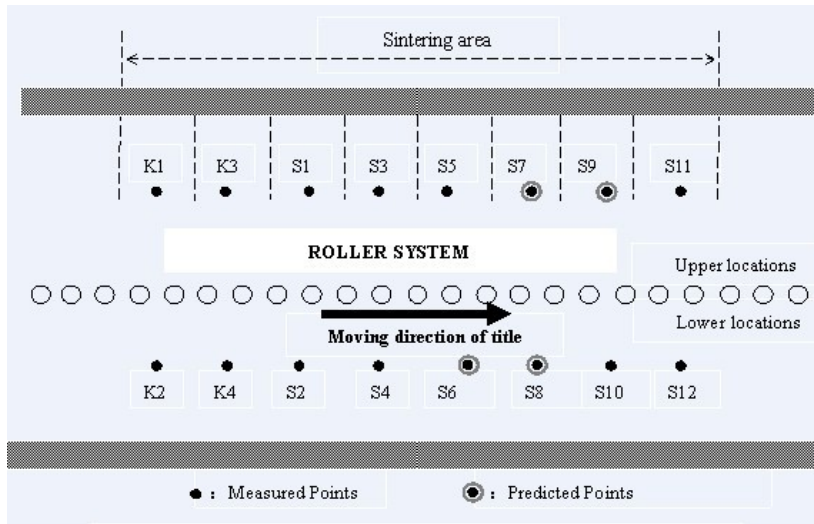 Sintering area
K1 K3 S1 S3 S5 S7 S9 S11
ROLLER SYSTEM
Upper locations
Lower locations
Moving direction of title
K2 K4 S2 S4 S6 S8 S10 S12
: Measured Points : Predicted Points